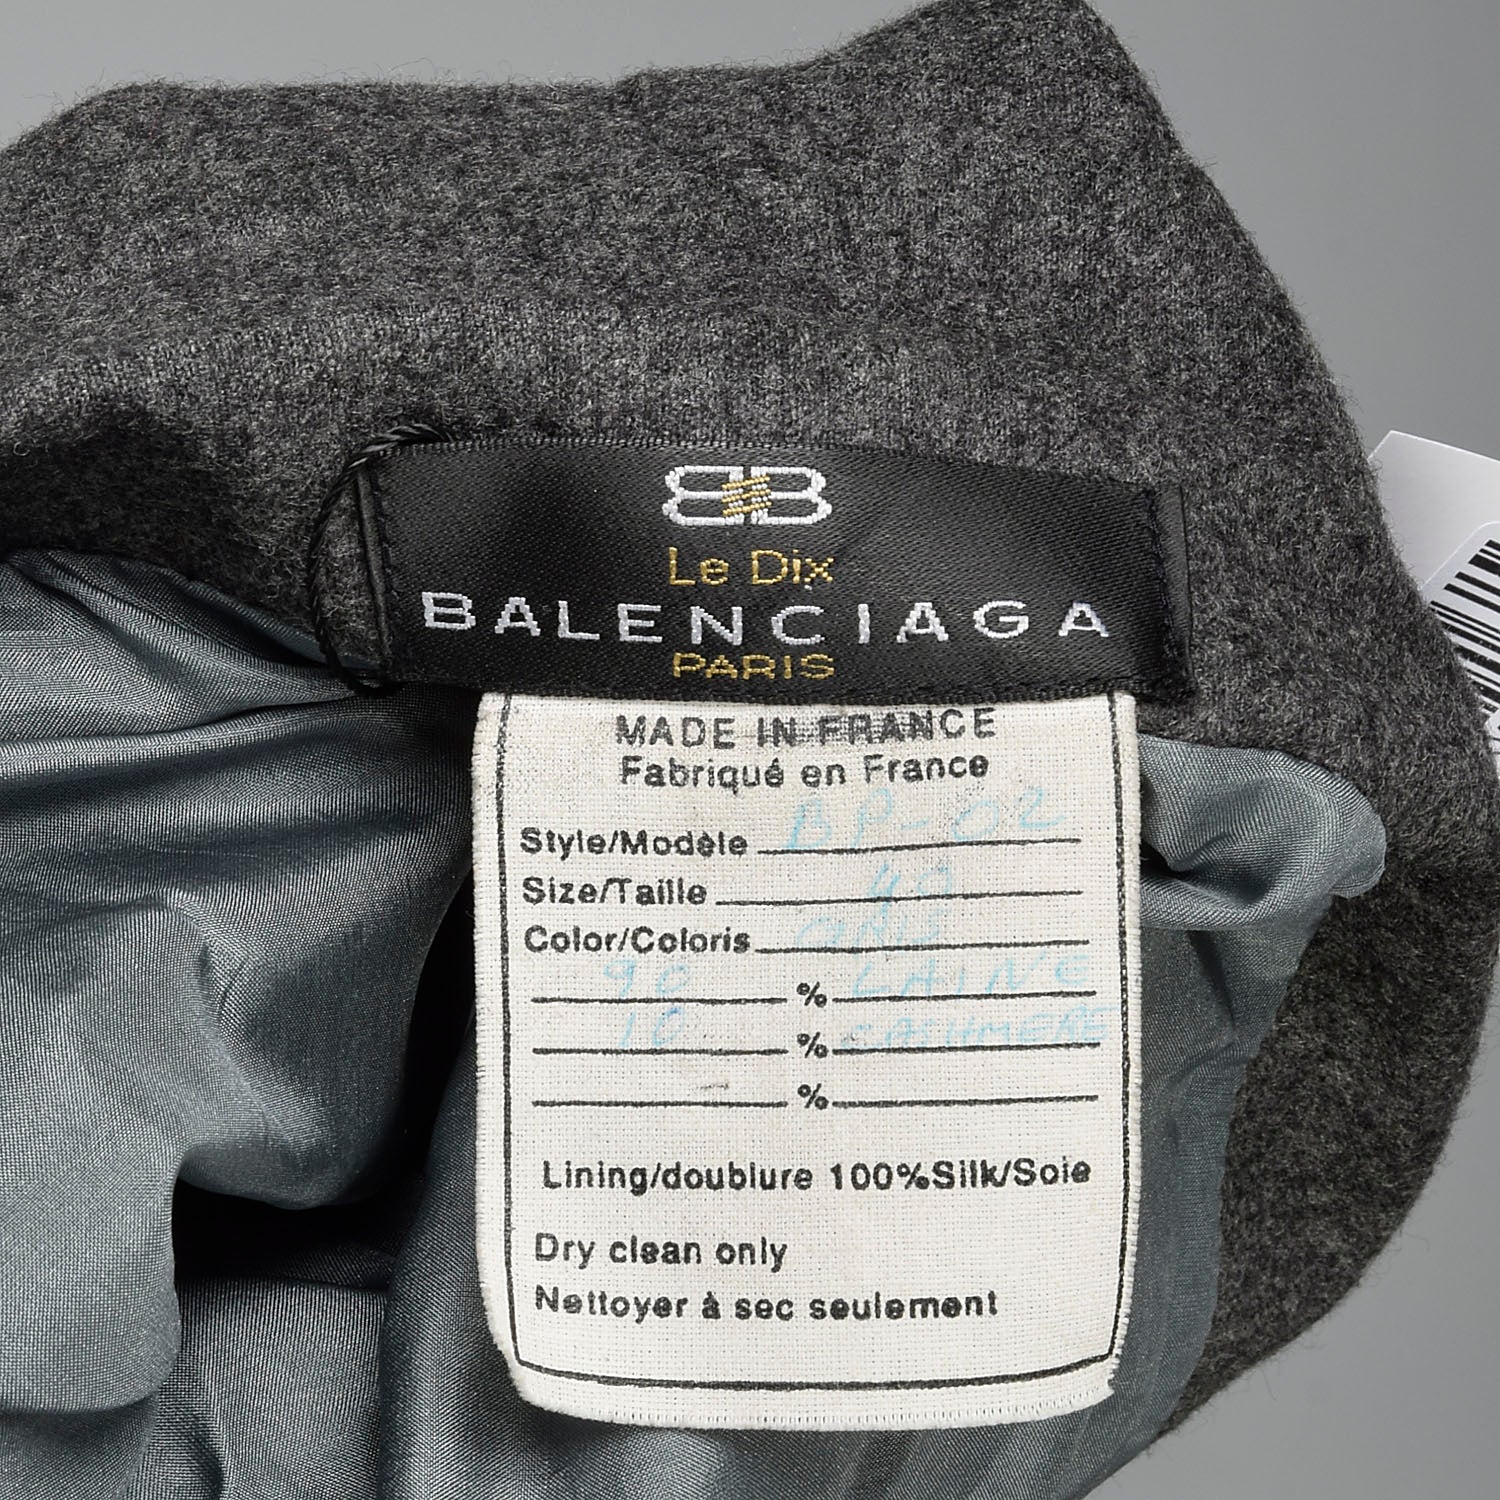 BB
Le Dix
BALENCIAGA
PARIS
MADE IN FRANCE
Fabriqué en France
Style/Modèle BP-02
Size/Taille 40
Color/Coloris GRIS
90 % LAINE
10 % CASHMERE
%
Lining/doublure 100%Silk/Soie
Dry clean only
Nettoyer à sec seulement